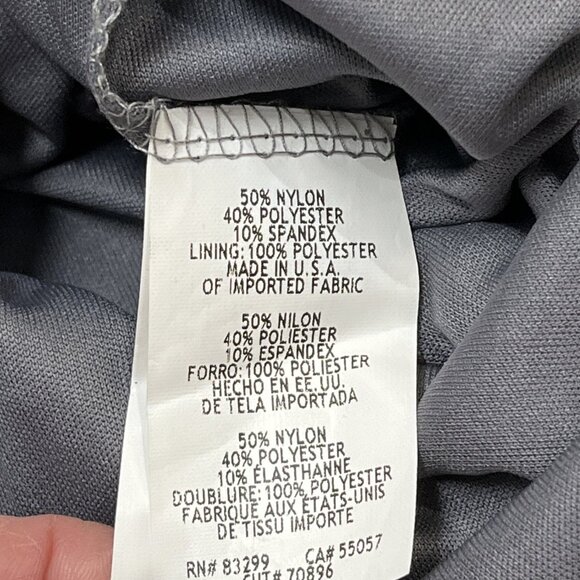 50% NYLON
40% POLYESTER
10% SPANDEX
LINING: 100% POLYESTER
MADE IN U.S.A.
OF IMPORTED FABRIC
50% NILON
40% POLIESTER
10% ESPANDEX
FORRO: 100% POLIESTER
HECHO EN EE.UU.
DE TELA IMPORTADA
50% NYLON
40% POLYESTER
10% ÉLASTHANNE
DOUBLURE: 100% POLYESTER
FABRIQUE AUX ÉTATS-UNIS
DE TISSU IMPORTE
RN# 83299 CA# 55057
CUT# 70896